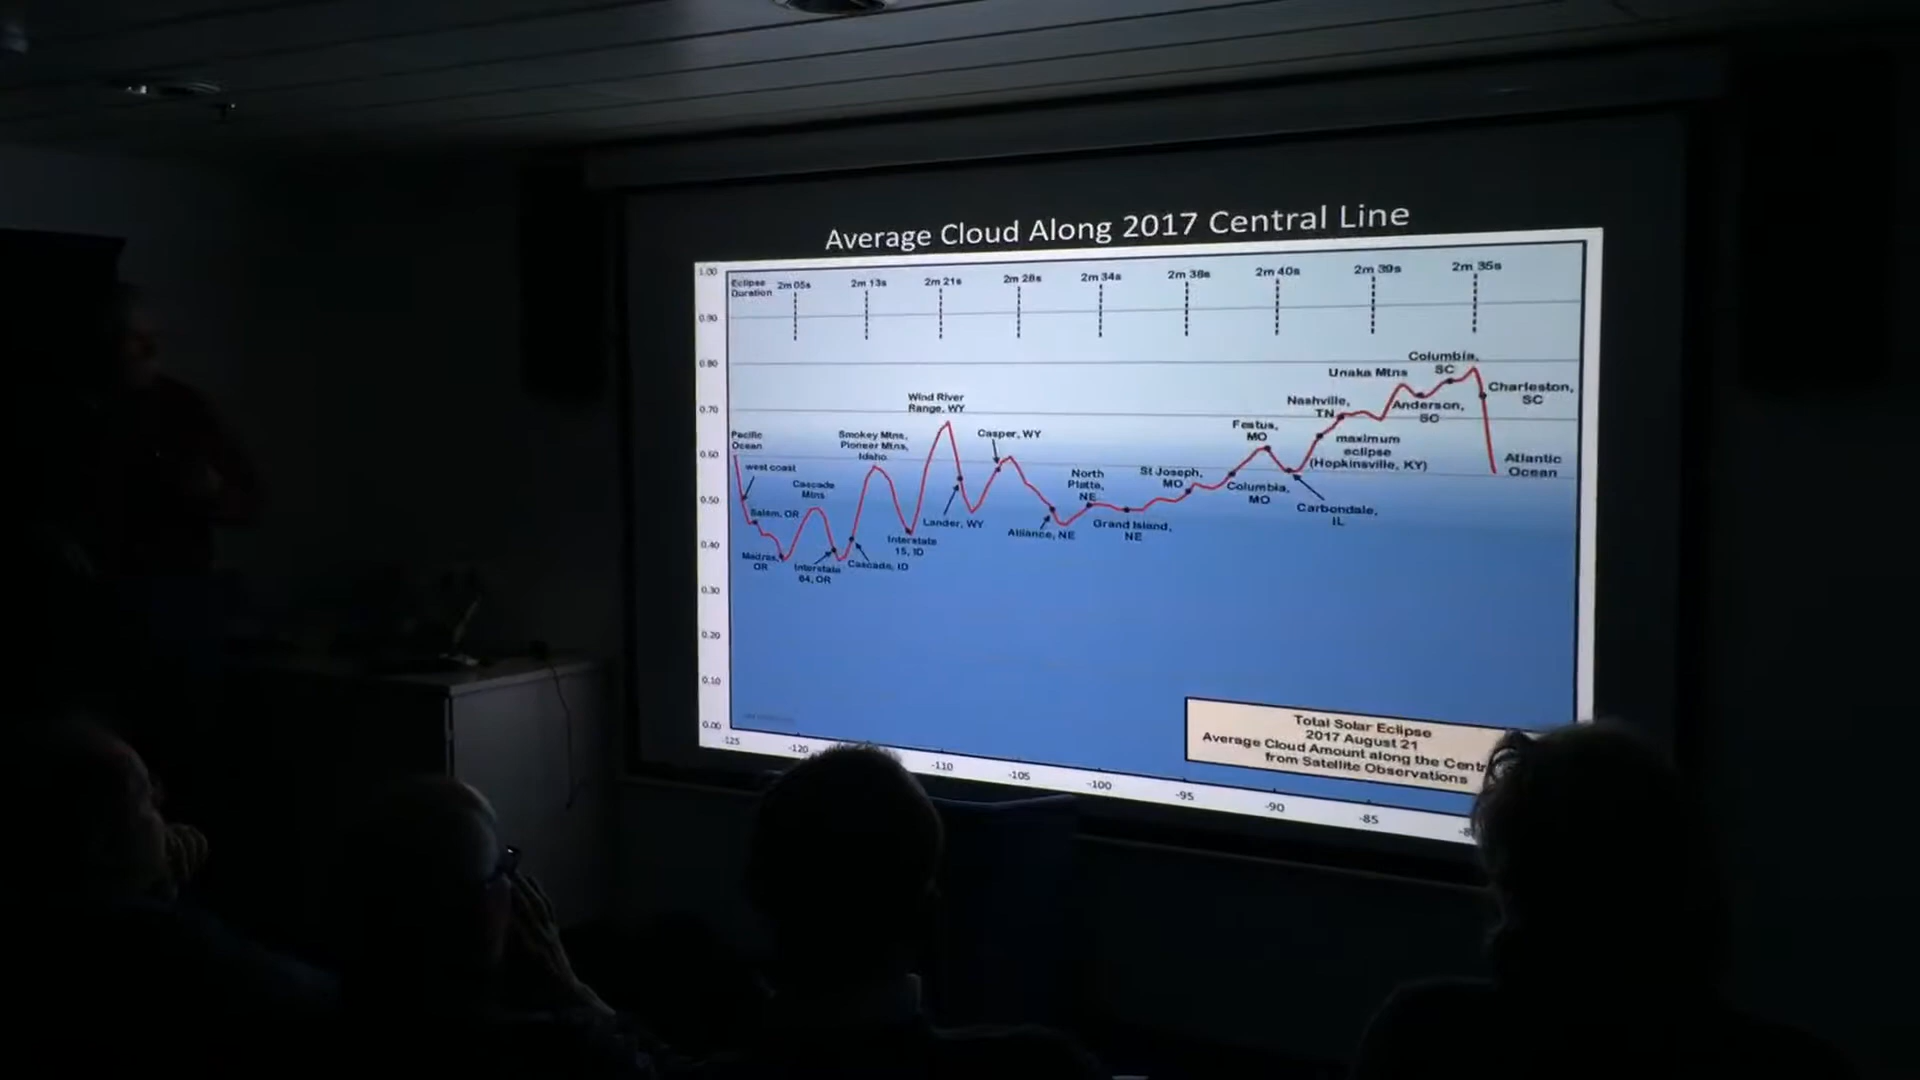 Average Cloud Along 2017 Central Line
1.00
0.90
0.80
0.70
0.60
0.50
0.40
0.30
0.20
0.10
0.00
Eclipse
Duration
2m 05s
2m 13s
2m 21s
2m 28s
2m 34s
2m 38s
2m 40s
2m 39s
2m 35s
Pacific
Ocean
west coast
Salem, OR
Madras,
OR
Cascade
Mtns
Interstate
84, OR
Cascade, ID
Smokey Mtns,
Pioneer Mtns,
Idaho
Interstate
15, ID
Wind River
Range, WY
Lander, WY
Casper, WY
Alliance, NE
North
Platte,
NE
Grand Island,
NE
St Joseph,
MO
Columbia,
MO
Festus,
MO
Carbondale,
IL
maximum
eclipse
(Hopkinsville, KY)
Nashville,
TN
Unaka Mtns
Anderson,
SC
Columbia,
SC
Charleston,
SC
Atlantic
Ocean
Total Solar Eclipse
2017 August 21
Average Cloud Amount along the Centr
from Satellite Observations
-125
-120
-110
-105
-100
-95
-90
-85